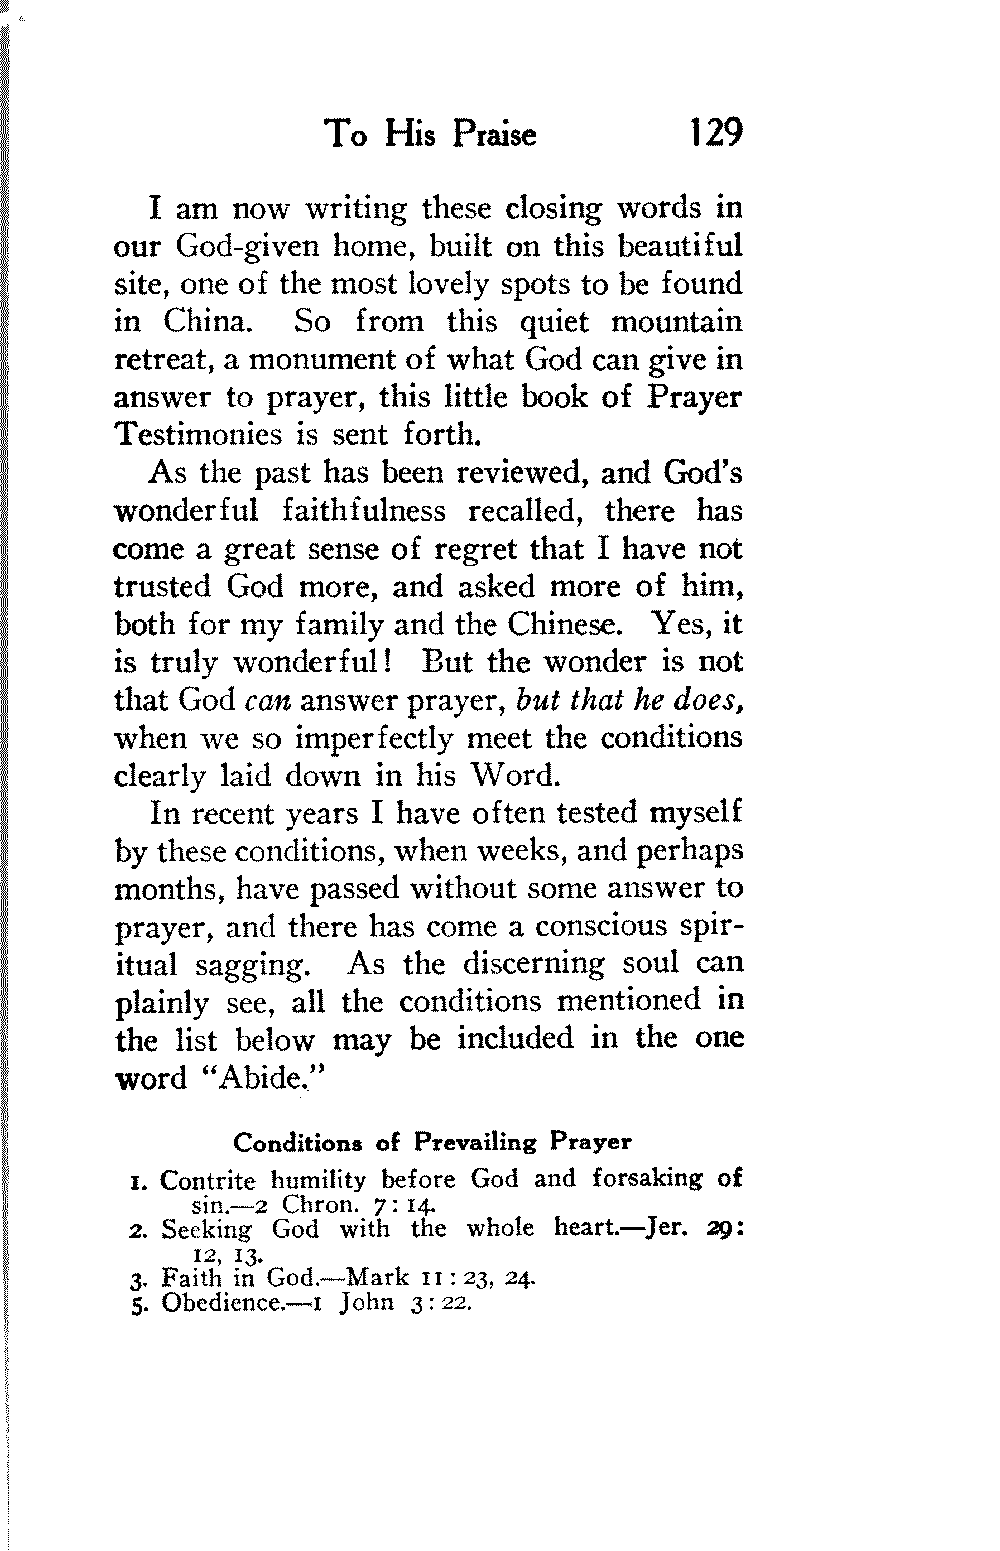 To His Praise 129
I am now writing these closing words in
our God-given home, built on this beautiful
site, one of the most lovely spots to be found
in China. So from this quiet mountain
retreat, a monument of what God can give in
answer to prayer, this little book of Prayer
Testimonies is sent forth.
As the past has been reviewed, and God's
wonderful faithfulness recalled, there has
come a great sense of regret that I have not
trusted God more, and asked more of him,
both for my family and the Chinese. Yes, it
is truly wonderful! But the wonder is not
that God can answer prayer, but that he does,
when we so imperfectly meet the conditions
clearly laid down in his Word.
In recent years I have often tested myself
by these conditions, when weeks, and perhaps
months, have passed without some answer to
prayer, and there has come a conscious spir-
itual sagging. As the discerning soul can
plainly see, all the conditions mentioned in
the list below may be included in the one
word “Abide.”
Conditions of Prevailing Prayer
1. Contrite humility before God and forsaking of
sin.—2 Chron. 7:14.
2. Seeking God with the whole heart.—Jer. 29:
12, 13.
3. Faith in God.—Mark 11:23, 24.
5. Obedience.—1 John 3:22.